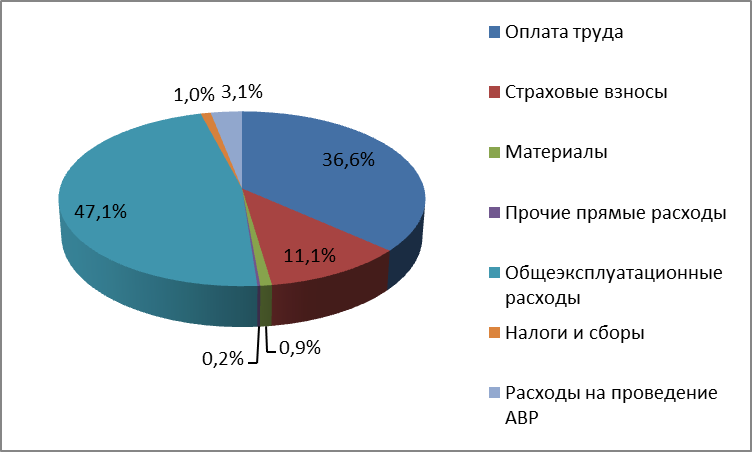 1,0%
3,1%
36,6%
47,1%
11,1%
0,2%
0,9%
Оплата труда
Страховые взносы
Материалы
Прочие прямые расходы
Общеэксплуатационные
расходы
Налоги и сборы
Расходы на проведение
АВР